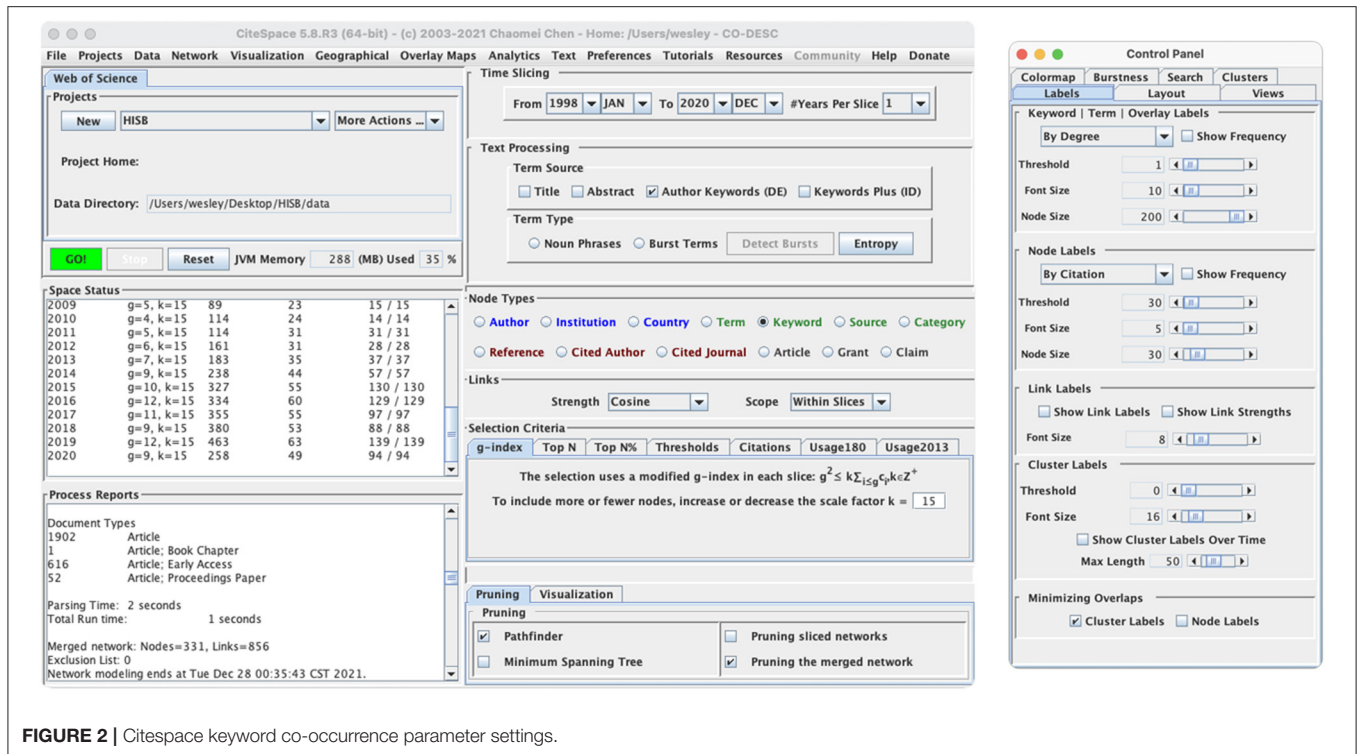 CiteSpace 5.8.R3 (64-bit) - (c) 2003-2021 Chaomei Chen - Home: /Users/wesley - CO-DESC
File Projects Data Network Visualization Geographical Overlay Maps Analytics Text Preferences Tutorials Resources Community Help Donate
Web of Science
Projects
New HISB More Actions ...
Project Home:
Data Directory: /Users/wesley/Desktop/HISB/data
GO! Stop Reset JVM Memory 288 (MB) Used 35 %
Space Status
2009 g=5, k=15 89 23 15 / 15
2010 g=4, k=15 114 24 14 / 14
2011 g=5, k=15 114 31 31 / 31
2012 g=6, k=15 161 31 28 / 28
2013 g=7, k=15 183 35 37 / 37
2014 g=9, k=15 238 44 57 / 57
2015 g=10, k=15 327 55 130 / 130
2016 g=12, k=15 334 60 129 / 129
2017 g=11, k=15 355 55 97 / 97
2018 g=9, k=15 380 53 88 / 88
2019 g=12, k=15 463 63 139 / 139
2020 g=9, k=15 258 49 94 / 94
Process Reports
Document Types
1902 Article
1 Article; Book Chapter
616 Article; Early Access
52 Article; Proceedings Paper
Parsing Time: 2 seconds
Total Run time: 1 seconds
Merged network: Nodes=331, Links=856
Exclusion List: 0
Network modeling ends at Tue Dec 28 00:35:43 CST 2021.
Time Slicing
From 1998 JAN To 2020 DEC #Years Per Slice 1
Text Processing
Term Source
Title Abstract Author Keywords (DE) Keywords Plus (ID)
Term Type
Noun Phrases Burst Terms Detect Bursts Entropy
Node Types
Author Institution Country Term Keyword Source Category
Reference Cited Author Cited Journal Article Grant Claim
Links
Strength Cosine Scope Within Slices
Selection Criteria
g-index Top N Top N% Thresholds Citations Usage180 Usage2013
The selection uses a modified g-index in each slice: g² ≤ kΣᵢ≤g cᵢ, k∈Z⁺
To include more or fewer nodes, increase or decrease the scale factor k = 15
Pruning Visualization
Pruning
Pathfinder Pruning sliced networks
Minimum Spanning Tree Pruning the merged network
Control Panel
Colormap Burstness Search Clusters
Labels Layout Views
Keyword | Term | Overlay Labels
By Degree Show Frequency
Threshold 1
Font Size 10
Node Size 200
Node Labels
By Citation Show Frequency
Threshold 30
Font Size 5
Node Size 30
Link Labels
Show Link Labels Show Link Strengths
Font Size 8
Cluster Labels
Threshold 0
Font Size 16
Show Cluster Labels Over Time
Max Length 50
Minimizing Overlaps
Cluster Labels Node Labels
FIGURE 2 | Citespace keyword co-occurrence parameter settings.